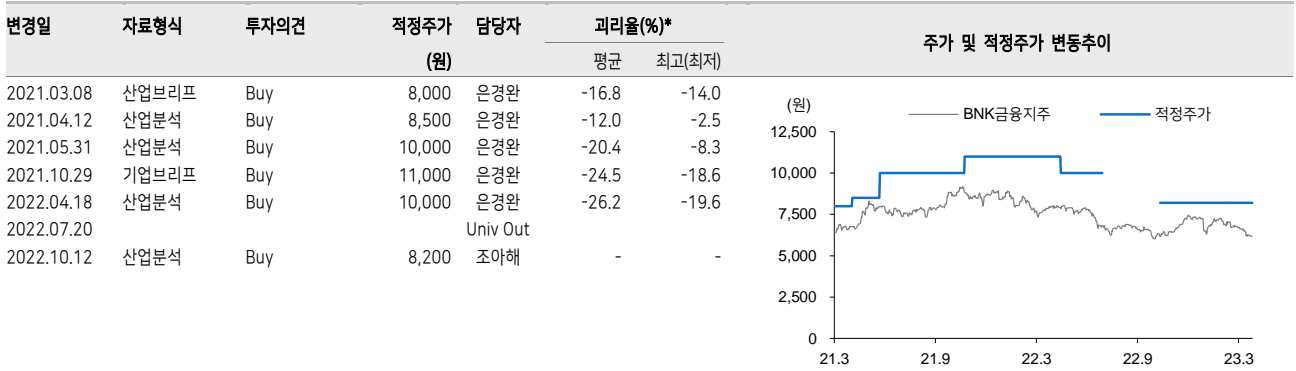 변경일 자료형식 투자의견 적정주가 담당자 괴리율(%)* 주가 및 적정주가 변동추이
(원) 평균 최고(최저)
2021.03.08 산업브리프 Buy 8,000 은경완 -16.8 -14.0
2021.04.12 산업분석 Buy 8,500 은경완 -12.0 -2.5
2021.05.31 산업분석 Buy 10,000 은경완 -20.4 -8.3
2021.10.29 기업브리프 Buy 11,000 은경완 -24.5 -18.6
2022.04.18 산업분석 Buy 10,000 은경완 -26.2 -19.6
2022.07.20 Univ Out
2022.10.12 산업분석 Buy 8,200 조아해 - -
(원)
BNK금융지주 적정주가
12,500
10,000
7,500
5,000
2,500
0
21.3 21.9 22.3 22.9 23.3